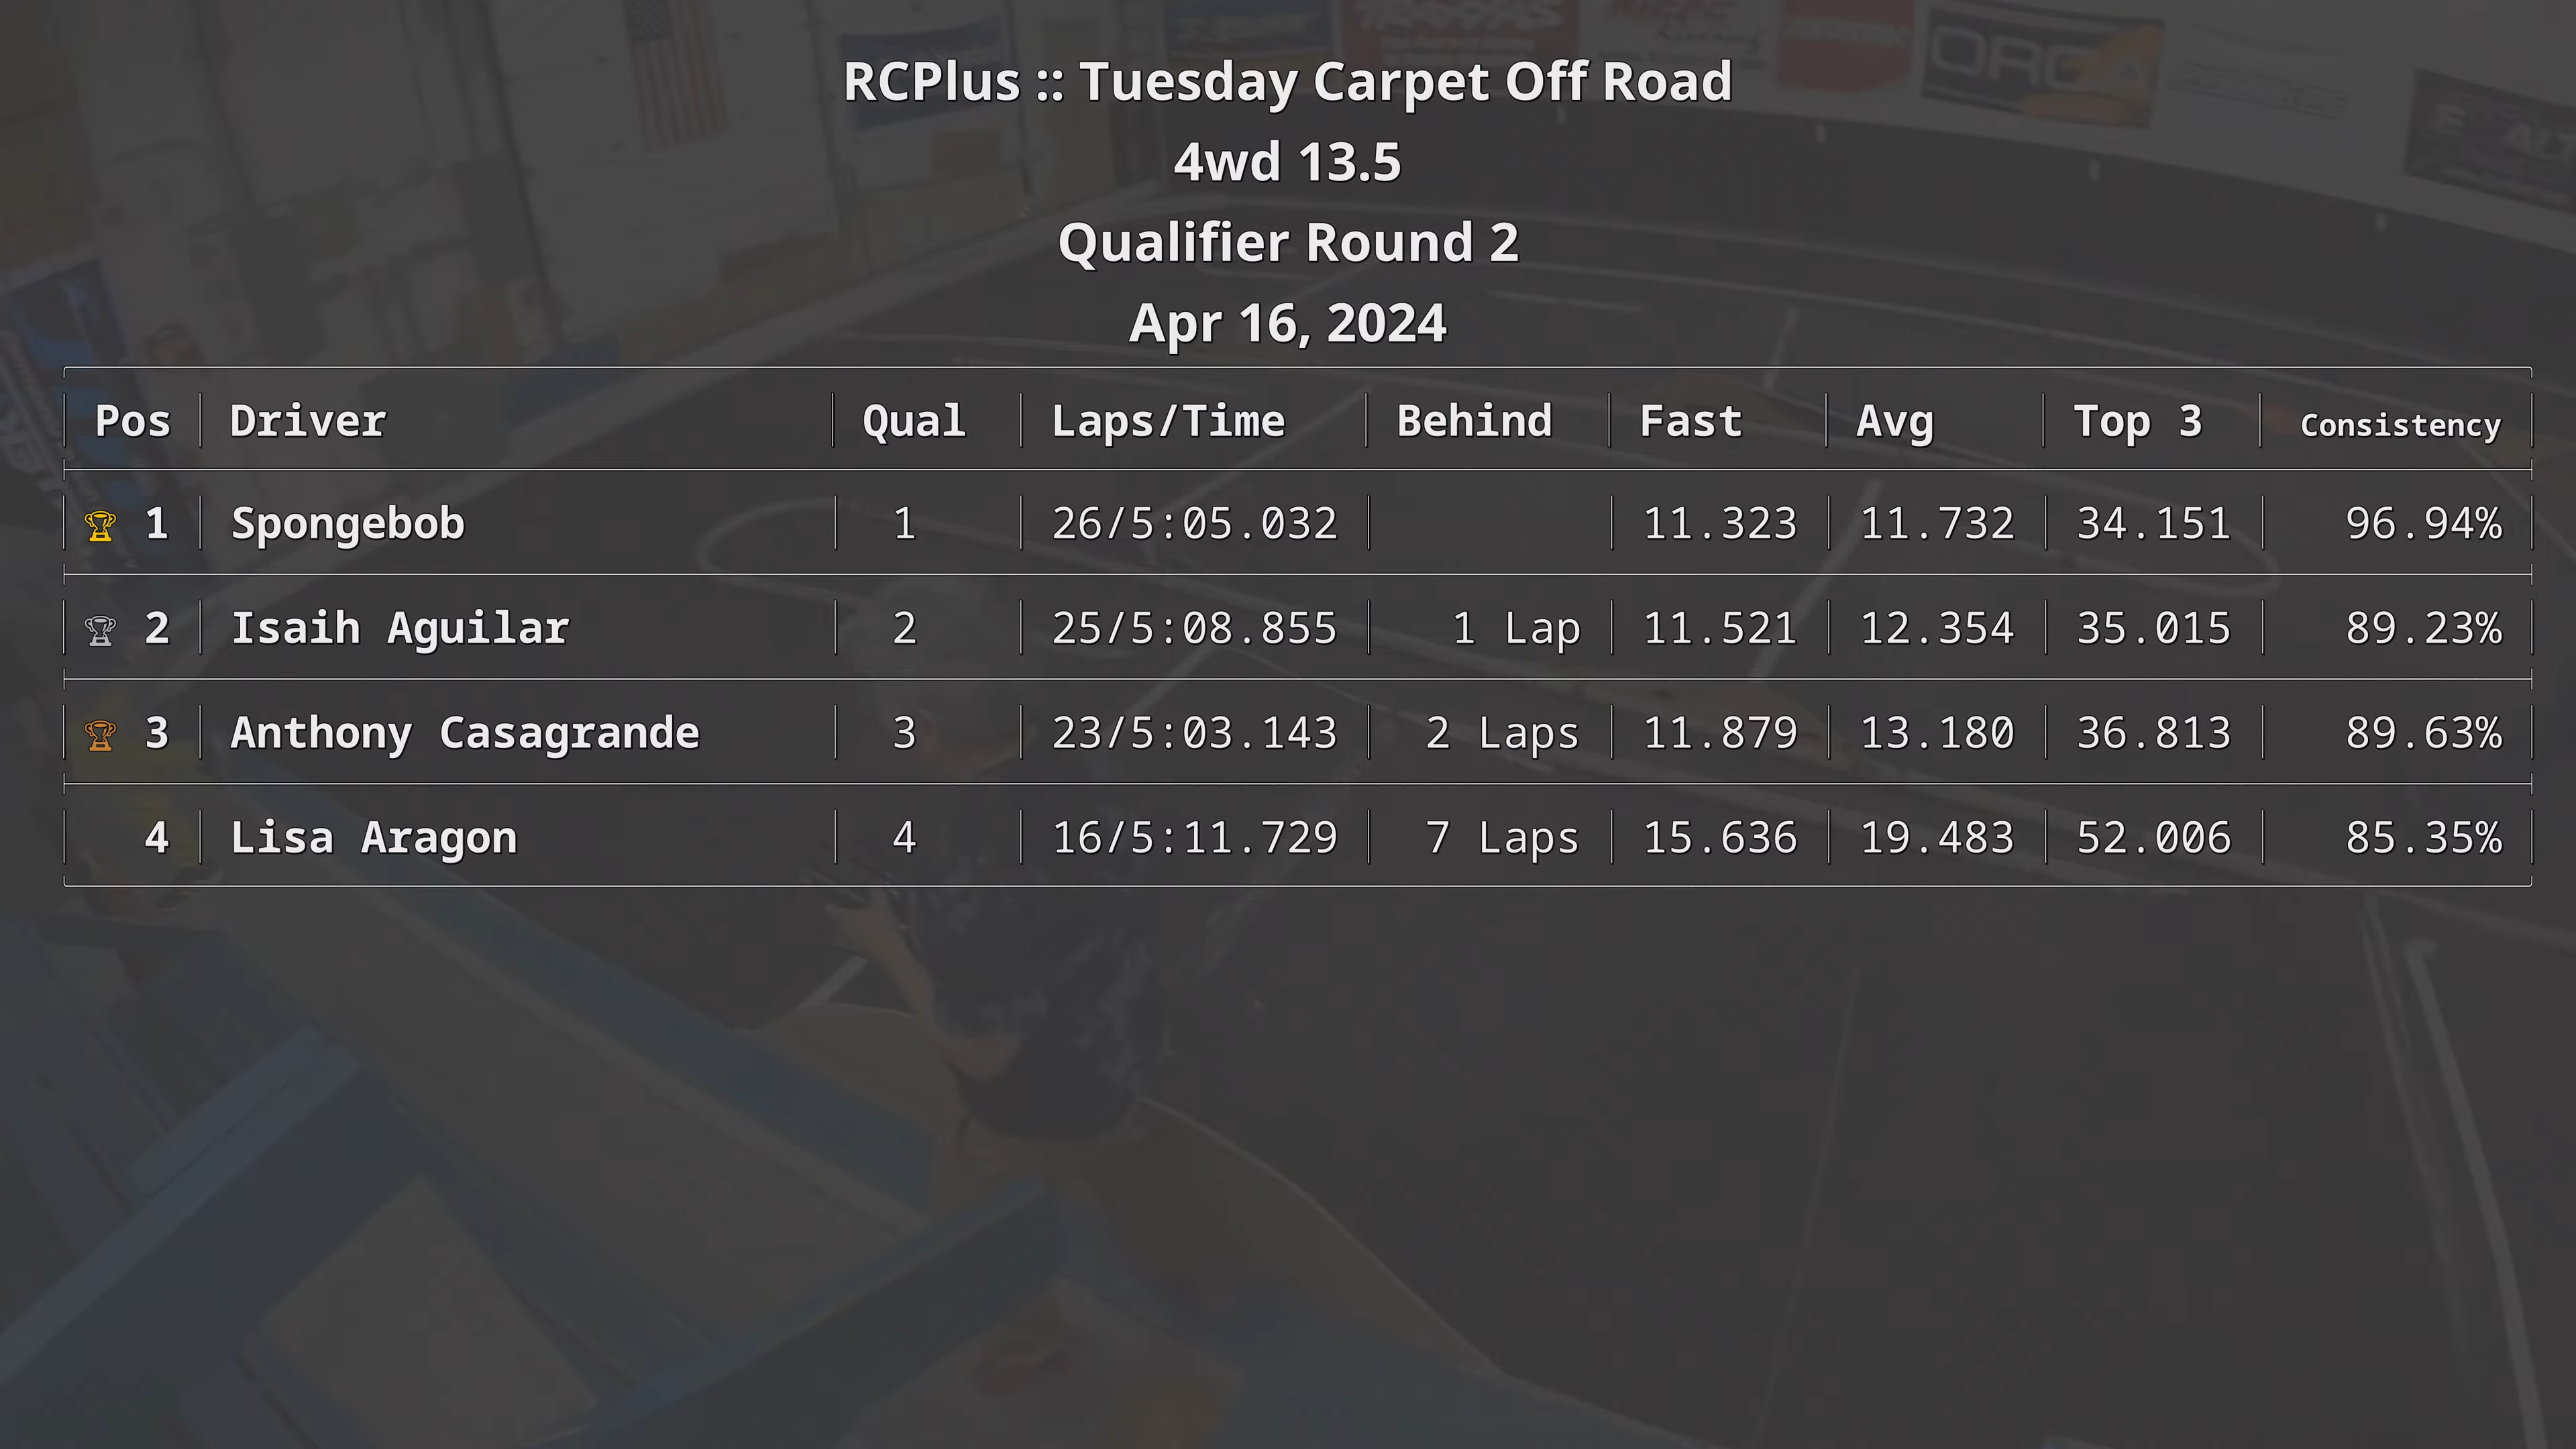 RCPlus :: Tuesday Carpet Off Road
4wd 13.5
Qualifier Round 2
Apr 16, 2024
Pos Driver Qual Laps/Time Behind Fast Avg Top 3 Consistency
1 Spongebob 1 26/5:05.032 11.323 11.732 34.151 96.94%
2 Isaih Aguilar 2 25/5:08.855 1 Lap 11.521 12.354 35.015 89.23%
3 Anthony Casagrande 3 23/5:03.143 2 Laps 11.879 13.180 36.813 89.63%
4 Lisa Aragon 4 16/5:11.729 7 Laps 15.636 19.483 52.006 85.35%